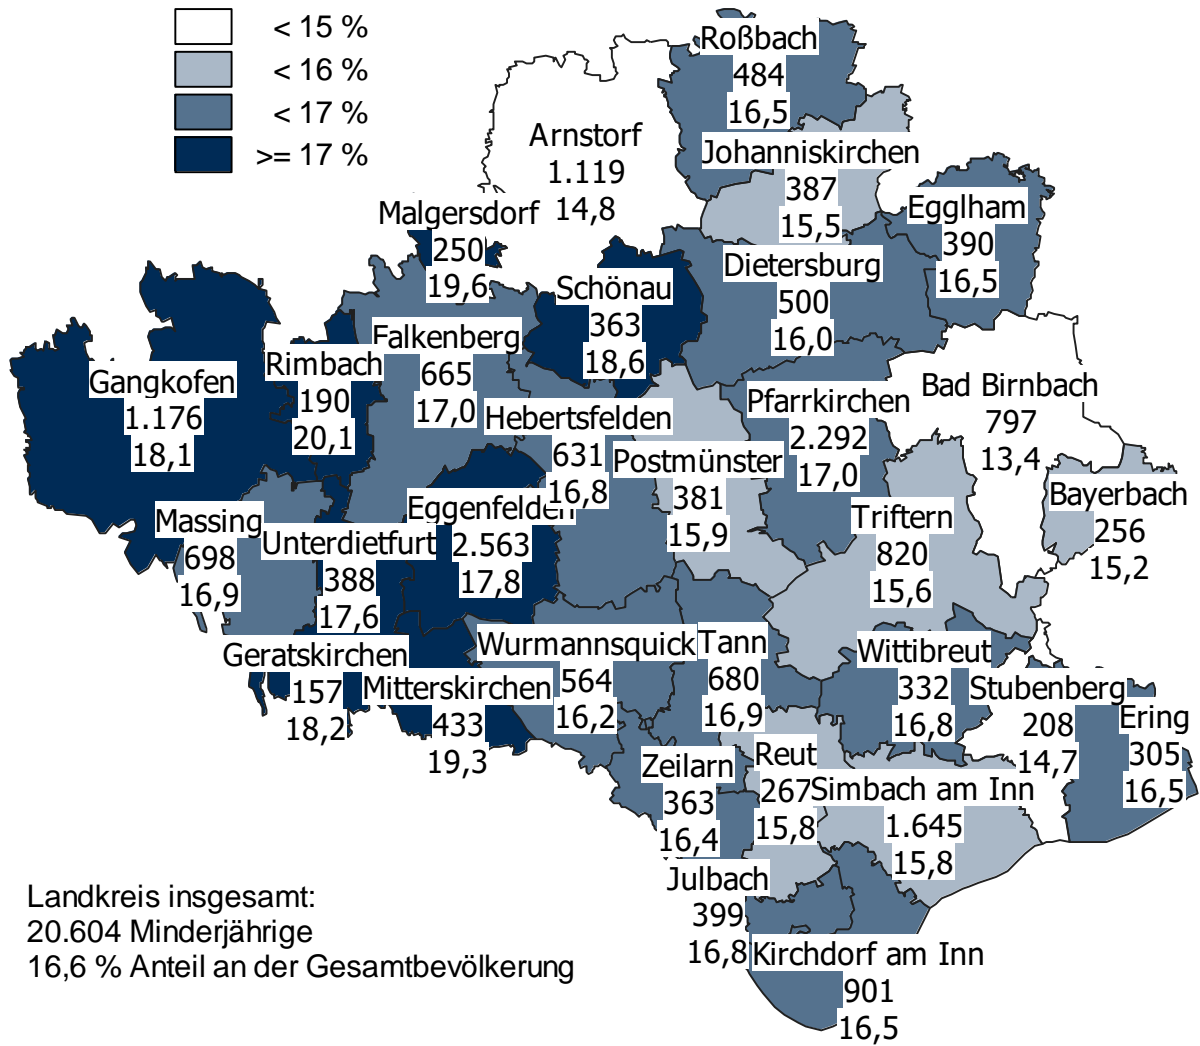 < 15 %
< 16 %
< 17 %
>= 17 %
Roßbach
484
16,5
Arnstorf
1.119
14,8
Johanniskirchen
387
15,5
Malgersdorf
250
19,6
Egglham
390
16,5
Dietersburg
500
16,0
Schönau
363
18,6
Falkenberg
665
17,0
Rimbach
190
20,1
Gangkofen
1.176
18,1
Bad Birnbach
797
13,4
Pfarrkirchen
2.292
17,0
Hebertsfelden
631
16,8
Postmünster
381
15,9
Bayerbach
256
15,2
Eggenfelden
2.563
17,8
Massing
698
16,9
Triftern
820
15,6
Unterdietfurt
388
17,6
Geratskirchen
157
18,2
Mitterskirchen
433
19,3
Wurmannsquick
564
16,2
Tann
680
16,9
Wittibreut
332
16,8
Stubenberg
208
14,7
Ering
305
16,5
Zeilarn
363
16,4
Reut
267
15,8
Simbach am Inn
1.645
15,8
Julbach
399
16,8
Kirchdorf am Inn
901
16,5
Landkreis insgesamt:
20.604 Minderjährige
16,6 % Anteil an der Gesamtbevölkerung